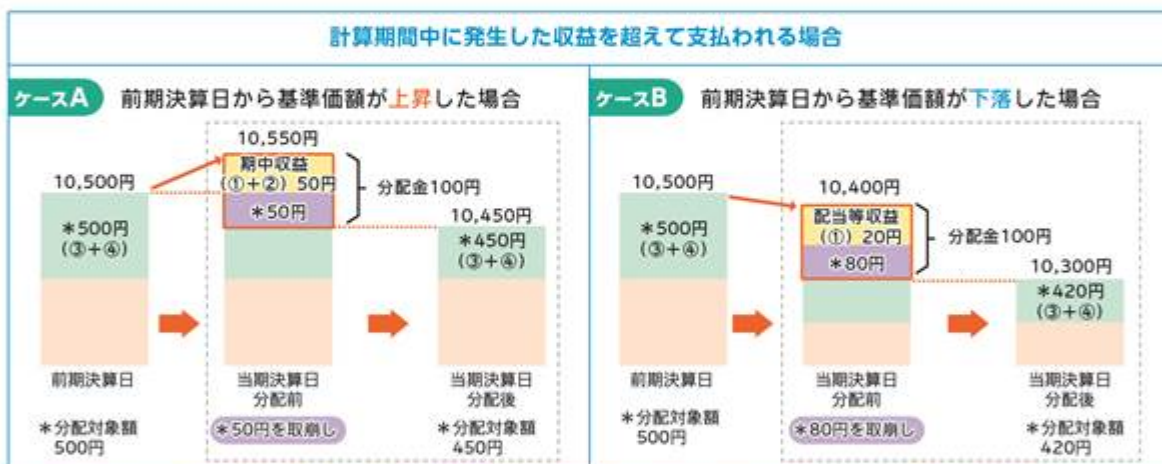 計算期間中に発生した収益を超えて支払われる場合
ケースA 前期決算日から基準価額が上昇した場合
10,550円
期中収益
(①+②) 50円
*50円
分配金100円
10,500円
*500円
(③+④)
10,450円
*450円
(③+④)
前期決算日
当期決算日
分配前
当期決算日
分配後
*分配対象額
500円
*50円を取崩し
*分配対象額
450円
ケースB 前期決算日から基準価額が下落した場合
10,500円
*500円
(③+④)
10,400円
配当等収益
(①) 20円
*80円
分配金100円
10,300円
*420円
(③+④)
前期決算日
当期決算日
分配前
当期決算日
分配後
*分配対象額
500円
*80円を取崩し
*分配対象額
420円